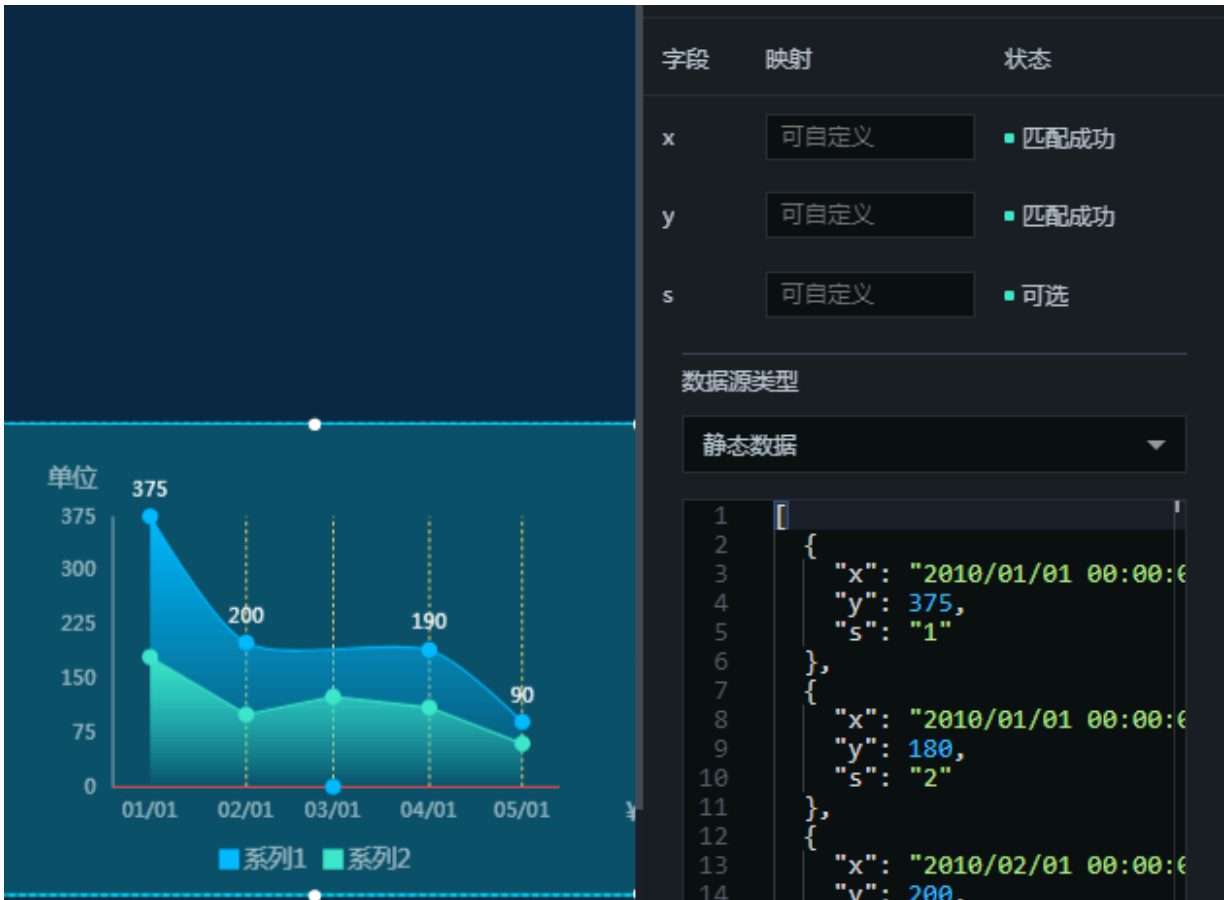 字段 映射 状态
x 可自定义 匹配成功
y 可自定义 匹配成功
s 可自定义 可选
数据源类型
静态数据
1 [
2 {
3 "x": "2010/01/01 00:00:0
4 "y": 375,
5 "s": "1"
6 },
7 {
8 "x": "2010/01/01 00:00:0
9 "y": 180,
10 "s": "2"
11 },
12 {
13 "x": "2010/02/01 00:00:0
14 "y": 200,
单位
375
375
300
225
150
75
0
200
190
90
01/01 02/01 03/01 04/01 05/01
系列1 系列2